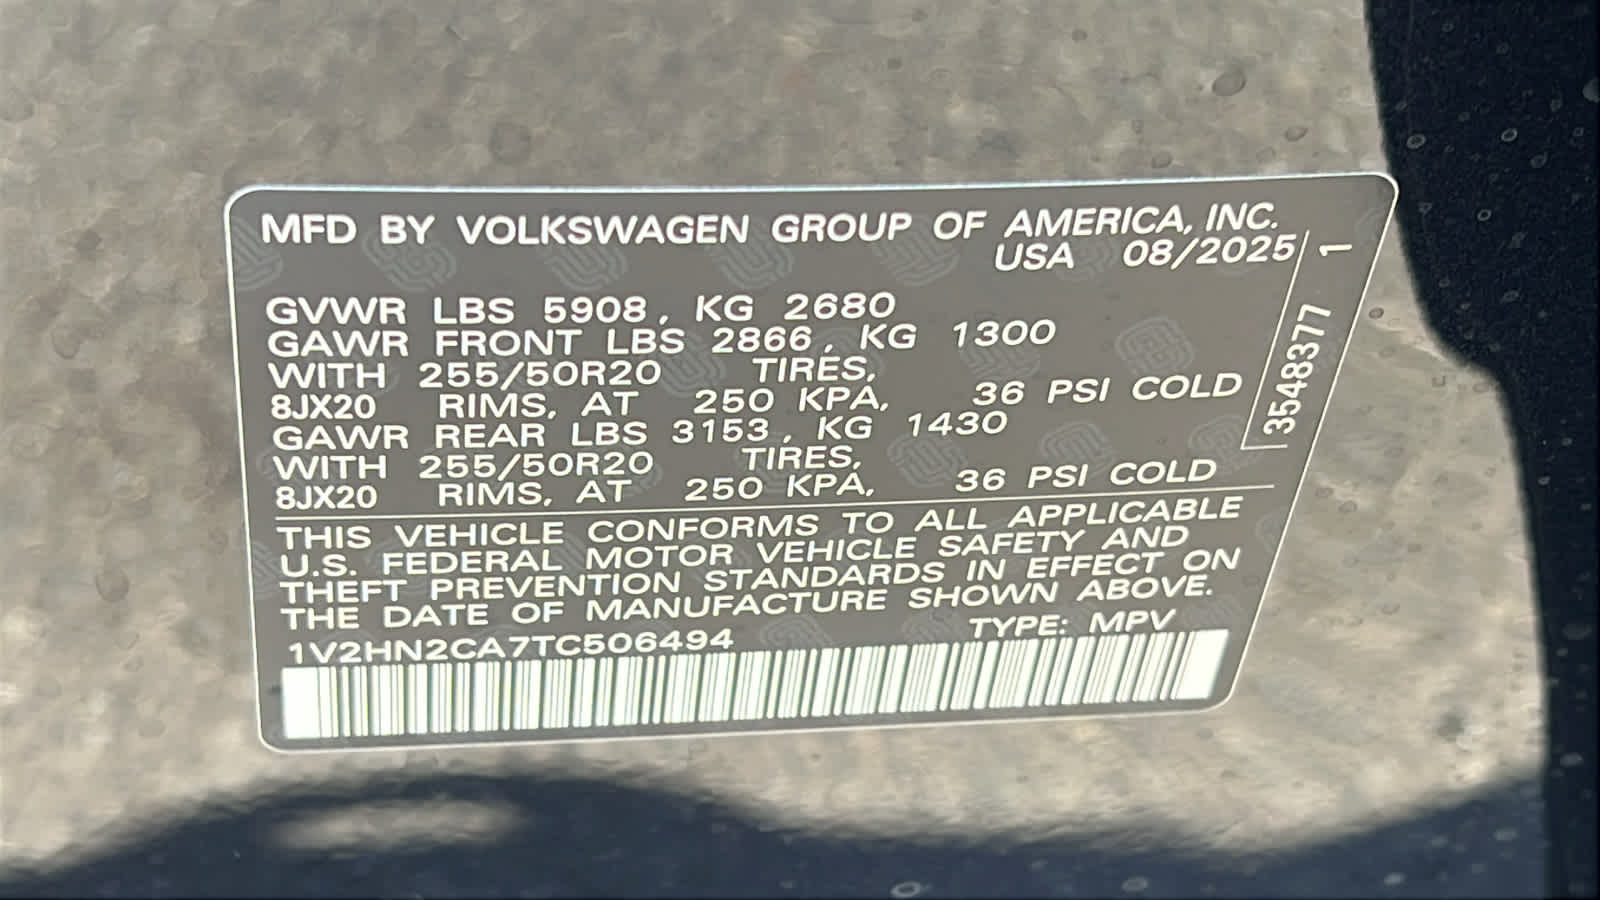 MFD BY VOLKSWAGEN GROUP OF AMERICA, INC.
USA 08/2025
GVWR LBS 5908, KG 2680
GAWR FRONT LBS 2866, KG 1300
WITH 255/50R20 TIRES,
8JX20 RIMS, AT 250 KPA, 36 PSI COLD
GAWR REAR LBS 3153, KG 1430
WITH 255/50R20 TIRES,
8JX20 RIMS, AT 250 KPA, 36 PSI COLD
THIS VEHICLE CONFORMS TO ALL APPLICABLE
U.S. FEDERAL MOTOR VEHICLE SAFETY AND
THEFT PREVENTION STANDARDS IN EFFECT ON
THE DATE OF MANUFACTURE SHOWN ABOVE.
1V2HN2CA7TC506494 TYPE: MPV
3548377 1